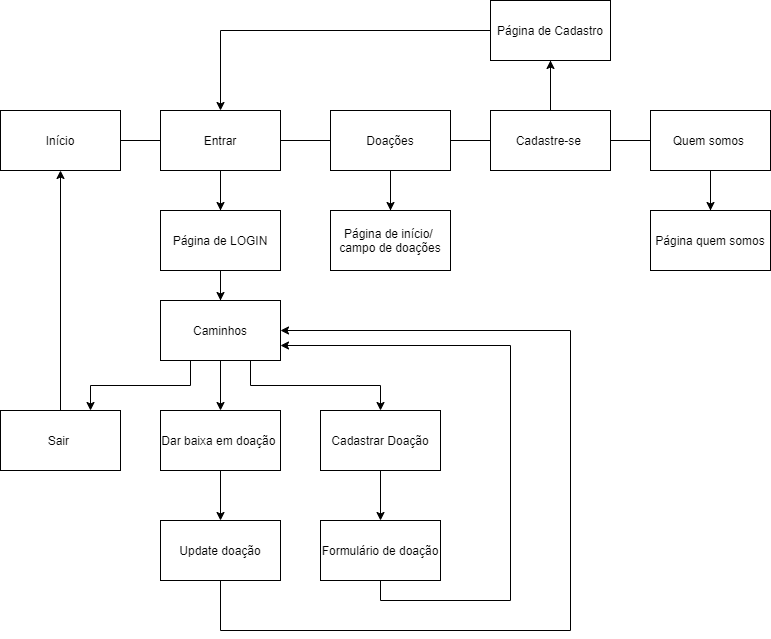 Página de Cadastro
Início
Entrar
Doações
Cadastre-se
Quem somos
Página de LOGIN
Página de início/
campo de doações
Página quem somos
Caminhos
Sair
Dar baixa em doação
Cadastrar Doação
Update doação
Formulário de doação